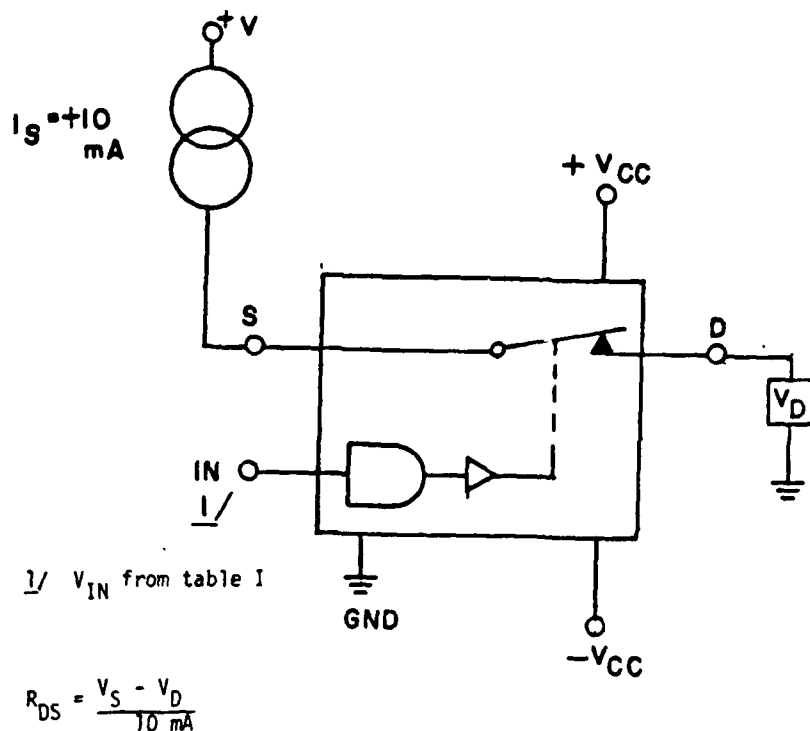 +V
I_S = +10
mA
+ V_CC
S
D
V_D
IN
1/
1/ V_IN from table I
GND
-V_CC
R_DS = V_S - V_D
10 mA